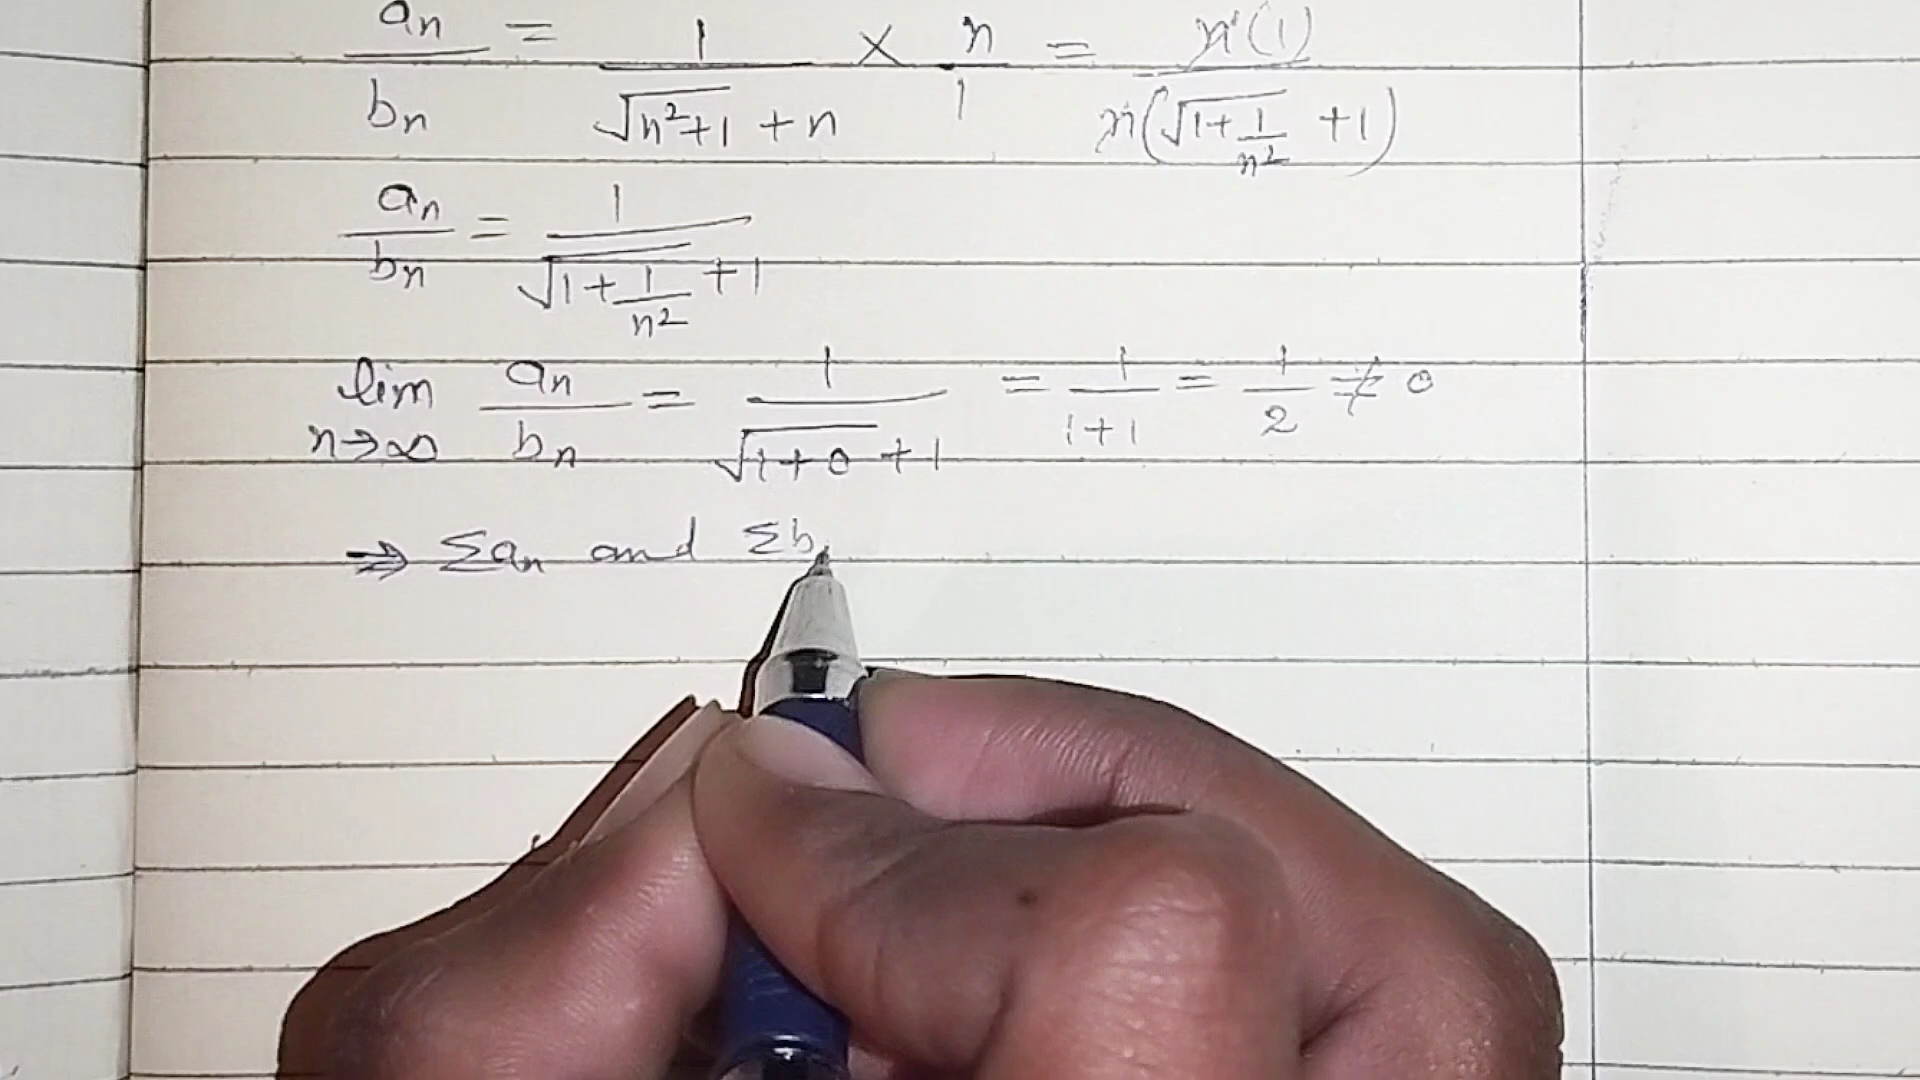 an/bn = 1/(√(n²+1) + n) × n/1 = n(1)/(n(√(1+1/n²) +1))
an/bn = 1/(√(1+1/n²) +1)
lim n→∞ an/bn = 1/(√(1+0) +1) = 1/(1+1) = 1/2 ≠ 0
⇒ Σan and Σb